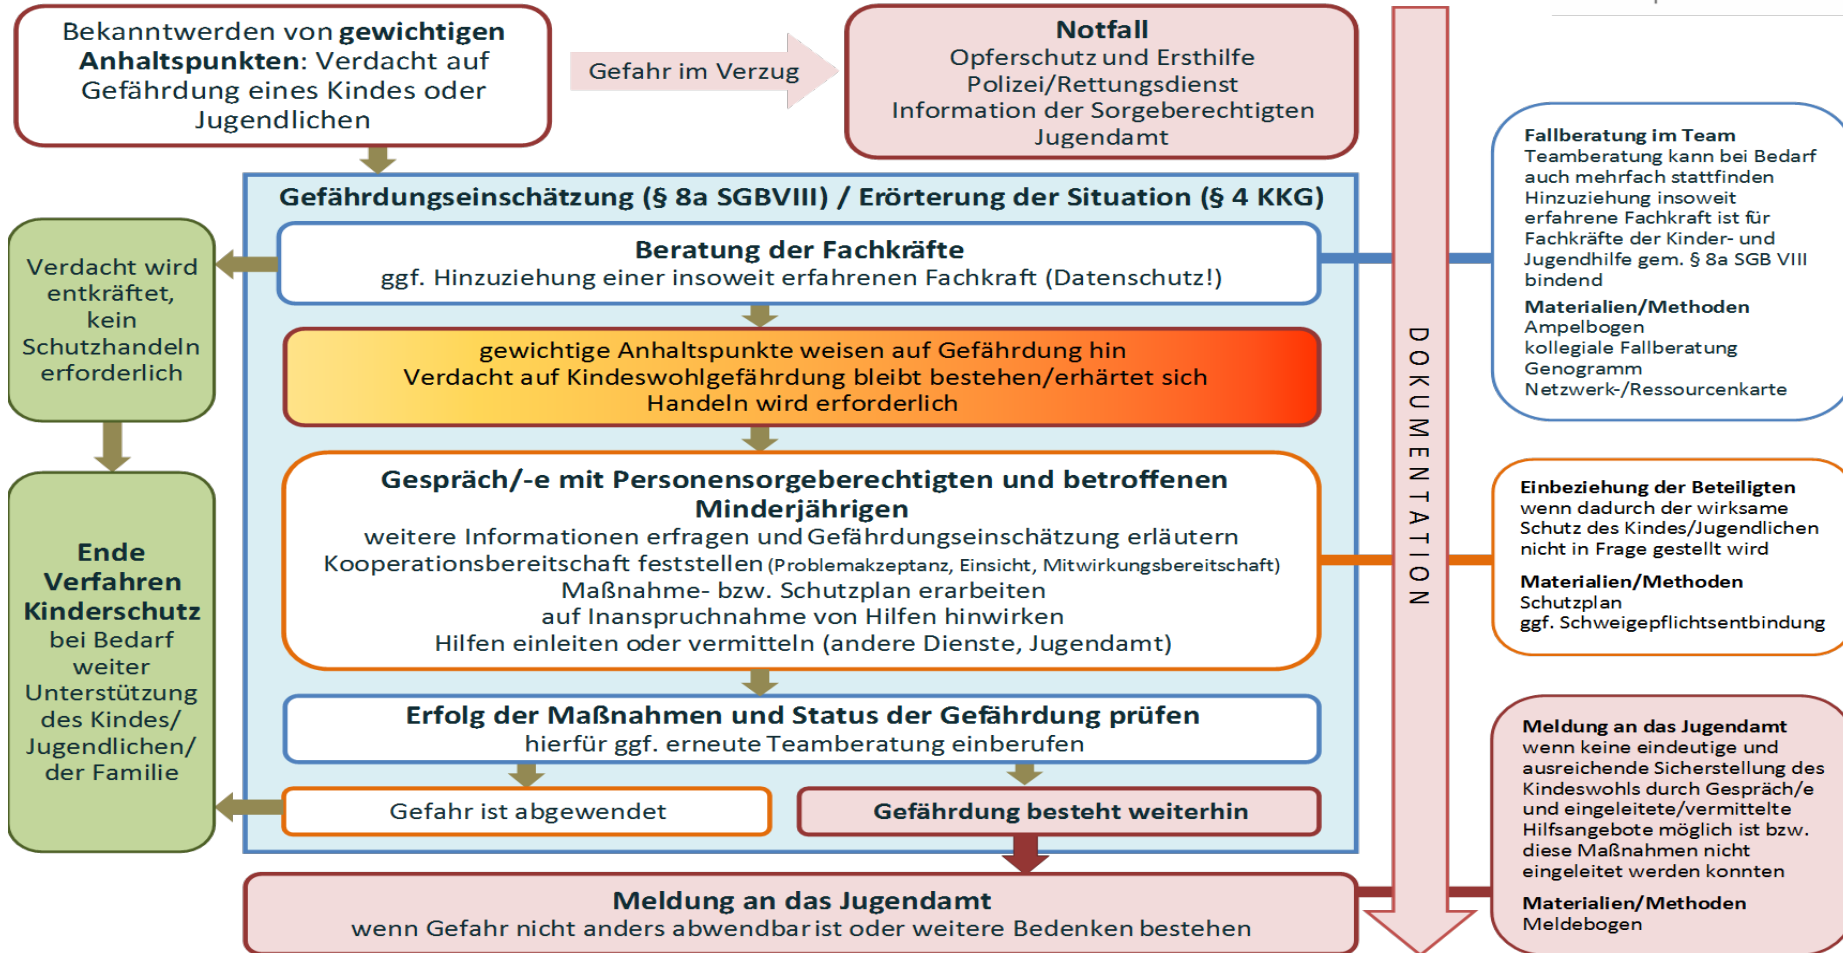 Bekanntwerden von gewichtigen
Anhaltspunkten: Verdacht auf
Gefährdung eines Kindes oder
Jugendlichen
Gefahr im Verzug
Notfall
Opferschutz und Ersthilfe
Polizei/Rettungsdienst
Information der Sorgeberechtigten
Jugendamt
Gefährdungseinschätzung (§ 8a SGBVIII) / Erörterung der Situation (§ 4 KKG)
Beratung der Fachkräfte
ggf. Hinzuziehung einer insoweit erfahrenen Fachkraft (Datenschutz!)
gewichtige Anhaltspunkte weisen auf Gefährdung hin
Verdacht auf Kindeswohlgefährdung bleibt bestehen/erhärtet sich
Handeln wird erforderlich
Gespräch/-e mit Personensorgeberechtigten und betroffenen
Minderjährigen
weitere Informationen erfragen und Gefährdungseinschätzung erläutern
Kooperationsbereitschaft feststellen (Problemakzeptanz, Einsicht, Mitwirkungsbereitschaft)
Maßnahme- bzw. Schutzplan erarbeiten
auf Inanspruchnahme von Hilfen hinwirken
Hilfen einleiten oder vermitteln (andere Dienste, Jugendamt)
Erfolg der Maßnahmen und Status der Gefährdung prüfen
hierfür ggf. erneute Teamberatung einberufen
Gefahr ist abgewendet
Gefährdung besteht weiterhin
Meldung an das Jugendamt
wenn Gefahr nicht anders abwendbar ist oder weitere Bedenken bestehen
Verdacht wird
entkräftet,
kein
Schutzhandeln
erforderlich
Ende
Verfahren
Kinderschutz
bei Bedarf
weiter
Unterstützung
des Kindes/
Jugendlichen/
der Familie
DOKUMENTATION
Fallberatung im Team
Teamberatung kann bei Bedarf
auch mehrfach stattfinden
Hinzuziehung insoweit
erfahrene Fachkraft ist für
Fachkräfte der Kinder- und
Jugendhilfe gem. § 8a SGB VIII
bindend
Materialien/Methoden
Ampelbogen
kollegiale Fallberatung
Genogramm
Netzwerk-/Ressourcenkarte
Einbeziehung der Beteiligten
wenn dadurch der wirksame
Schutz des Kindes/Jugendlichen
nicht in Frage gestellt wird
Materialien/Methoden
Schutzplan
ggf. Schweigepflichtsentbindung
Meldung an das Jugendamt
wenn keine eindeutige und
ausreichende Sicherstellung des
Kindeswohls durch Gespräch/e
und eingeleitete/vermittelte
Hilfsangebote möglich ist bzw.
diese Maßnahmen nicht
eingeleitet werden konnten
Materialien/Methoden
Meldebogen